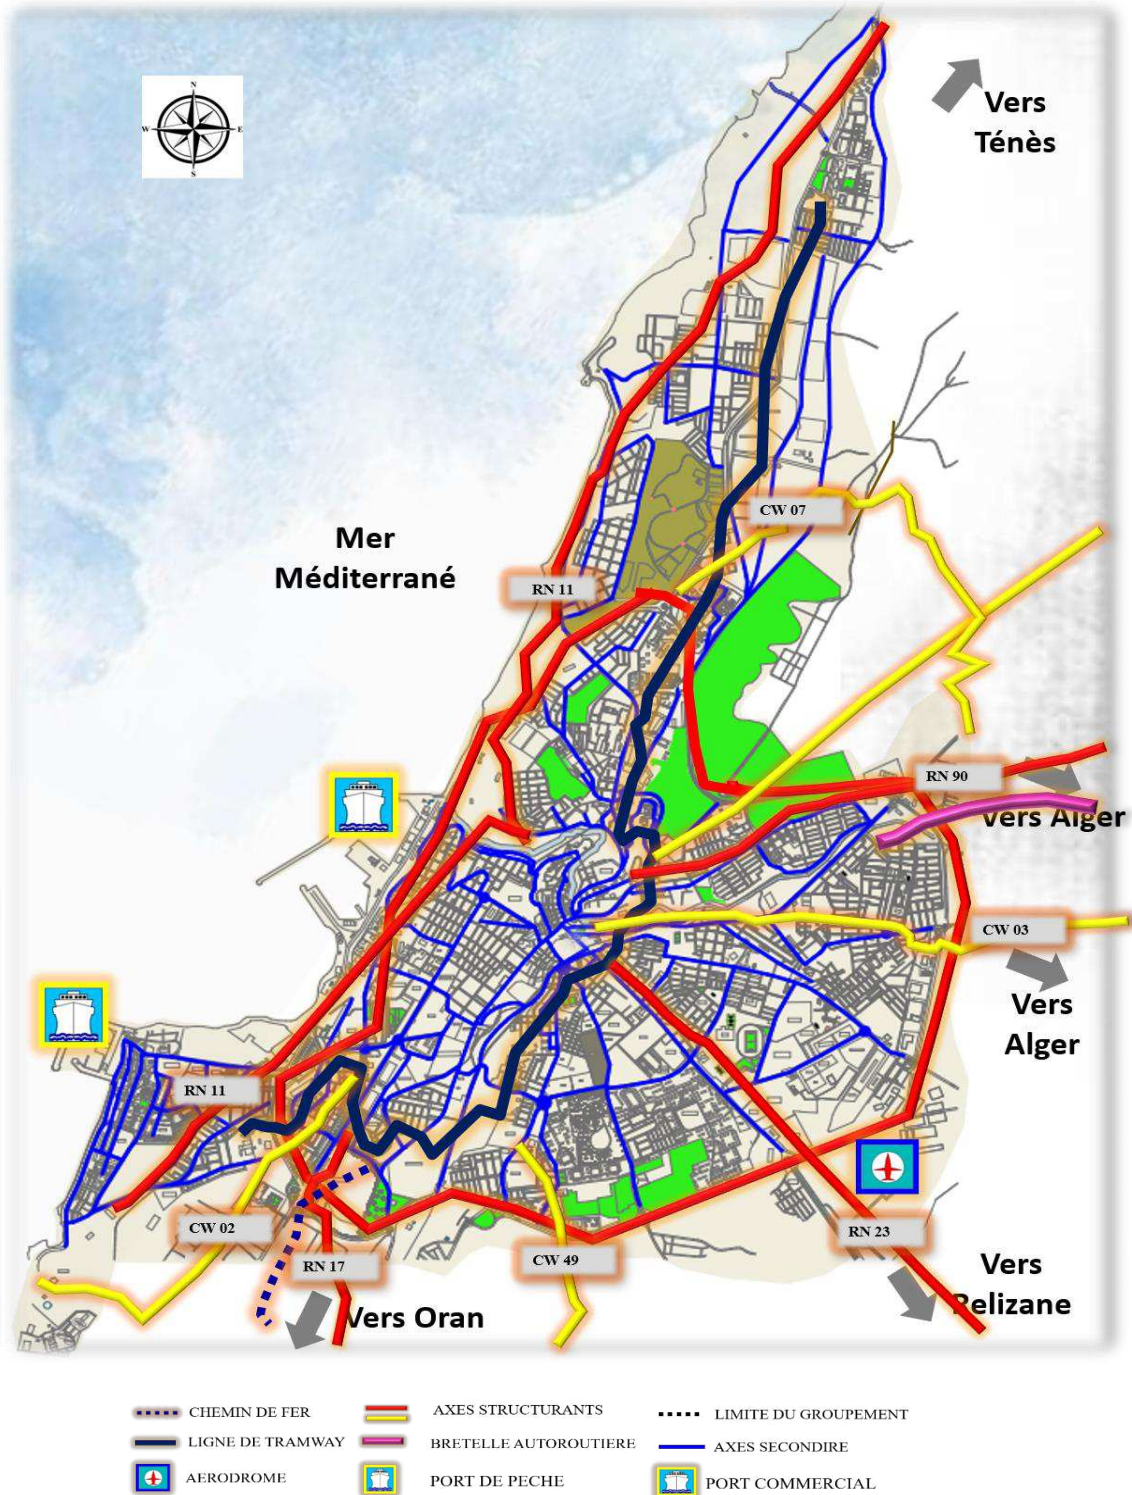 N
W
E
S
Vers
Ténès
CW 07
Mer
Méditerrané
RN 11
RN 90
Vers Alger
CW 03
Vers
Alger
RN 11
CW 02
RN 17
CW 49
RN 23
Vers
Relizane
Vers Oran
CHEMIN DE FER
AXES STRUCTURANTS
LIMITE DU GROUPEMENT
LIGNE DE TRAMWAY
BRETELLE AUTOROUTIERE
AXES SECONDIRE
AERODROME
PORT DE PECHE
PORT COMMERCIAL